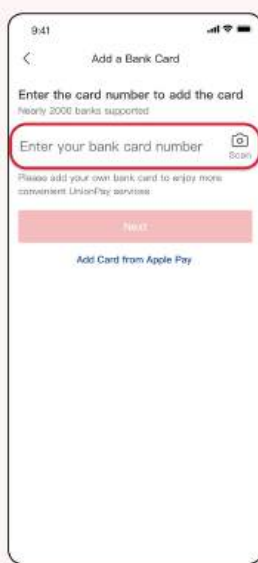 9:41
Add a Bank Card
Enter the card number to add the card
Nearly 2000 banks supported
Enter your bank card number
Scan
Please add your own bank card to enjoy more
convenient UnionPay services
Next
Add Card from Apple Pay